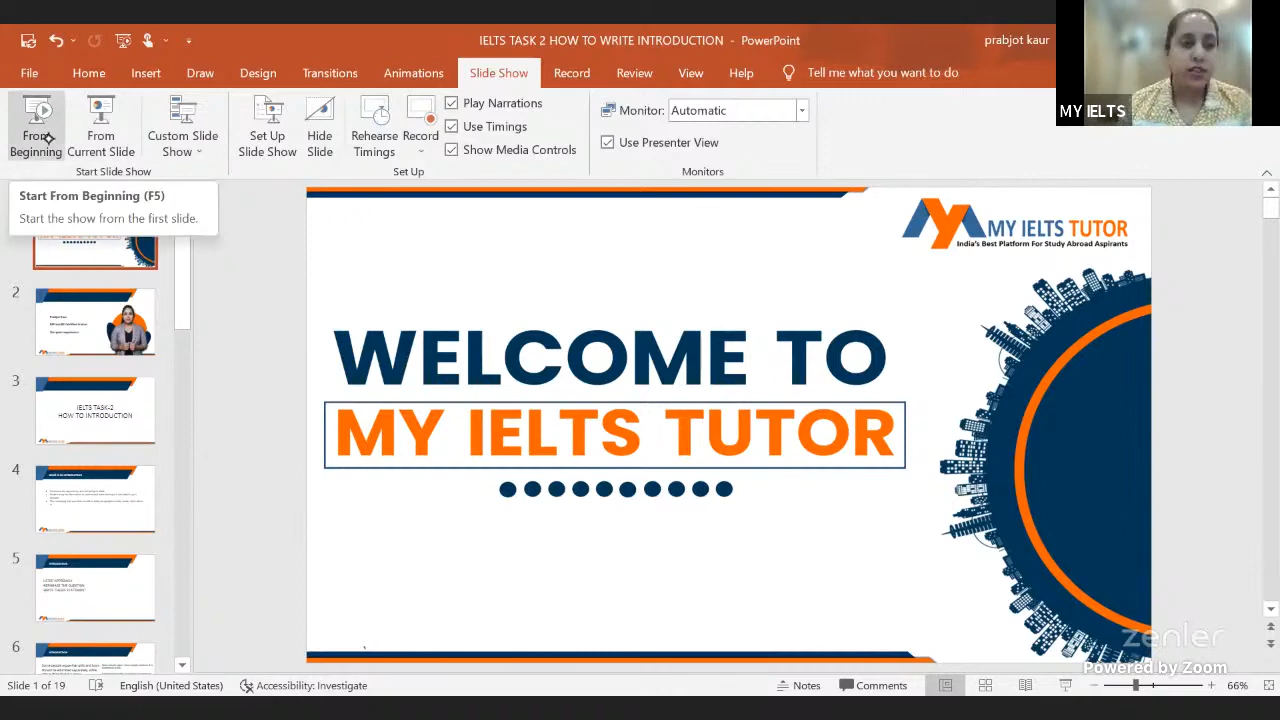 IELTS TASK 2 HOW TO WRITE INTRODUCTION - PowerPoint
prabjot kaur
File Home Insert Draw Design Transitions Animations Slide Show Record Review View Help Tell me what you want to do
MY IELTS
From Beginning
From Current Slide
Custom Slide Show
Set Up Slide Show
Hide Slide
Rehearse Timings
Record
Play Narrations
Use Timings
Show Media Controls
Monitor: Automatic
Use Presenter View
Start Slide Show
Set Up
Monitors
Start From Beginning (F5)
Start the show from the first slide.
MY IELTS TUTOR
India's Best Platform For Study Abroad Aspirants
WELCOME TO
MY IELTS TUTOR
2
3
IELTS TASK-2
HOW TO INTRODUCTION
4
5
6
zenler
Powered by Zoom
Slide 1 of 19
English (United States)
Accessibility: Investigate
Notes
Comments
66%